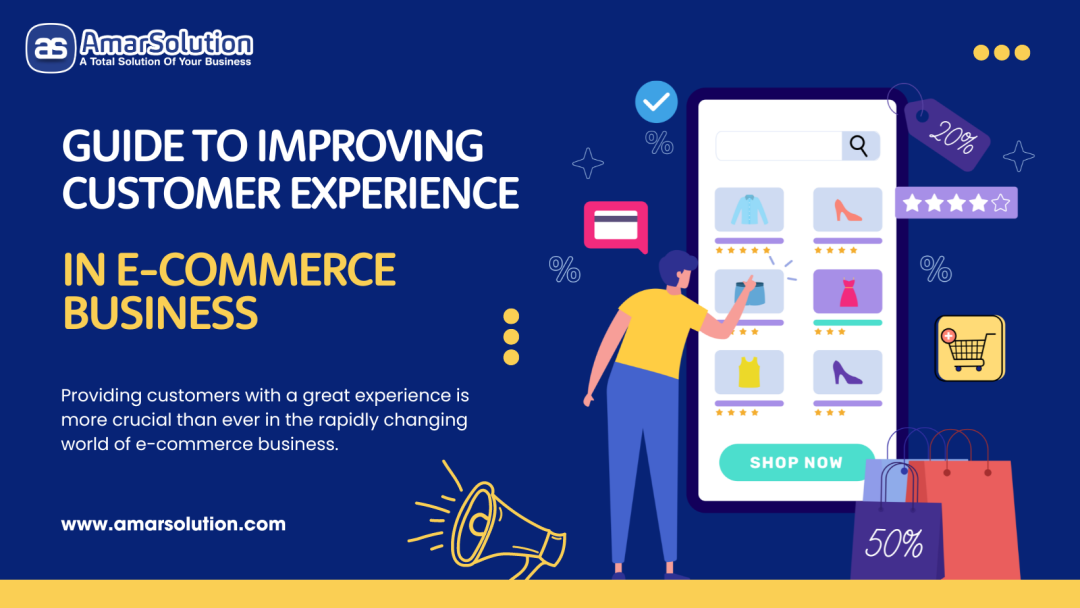 as AmarSolution
A Total Solution Of Your Business
GUIDE TO IMPROVING
CUSTOMER EXPERIENCE
IN E-COMMERCE
BUSINESS
Providing customers with a great experience is
more crucial than ever in the rapidly changing
world of e-commerce business.
www.amarsolution.com
%
%
%
20%
SHOP NOW
50%